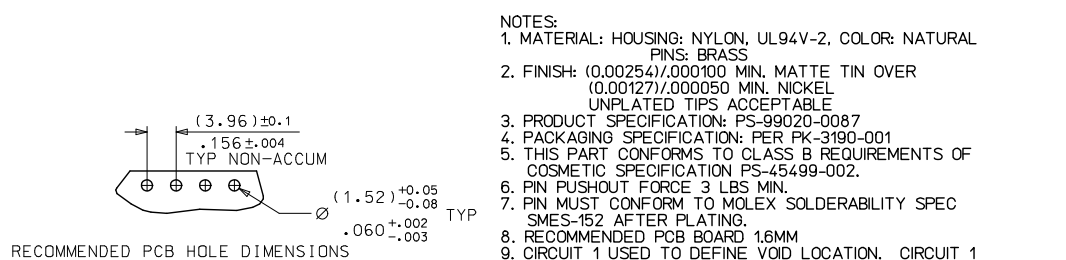 (3.96)±0.1
.156±.004
TYP NON-ACCUM
(1.52)+0.05
-0.08
TYP
.060+.002
-.003
RECOMMENDED PCB HOLE DIMENSIONS
NOTES:
1. MATERIAL: HOUSING: NYLON, UL94V-2, COLOR: NATURAL
PINS: BRASS
2. FINISH: (0.00254)/.000100 MIN. MATTE TIN OVER
(0.00127)/.000050 MIN. NICKEL
UNPLATED TIPS ACCEPTABLE
3. PRODUCT SPECIFICATION: PS-99020-0087
4. PACKAGING SPECIFICATION: PER PK-3190-001
5. THIS PART CONFORMS TO CLASS B REQUIREMENTS OF
COSMETIC SPECIFICATION PS-45499-002.
6. PIN PUSHOUT FORCE 3 LBS MIN.
7. PIN MUST CONFORM TO MOLEX SOLDERABILITY SPEC
SMES-152 AFTER PLATING.
8. RECOMMENDED PCB BOARD 1.6MM
9. CIRCUIT 1 USED TO DEFINE VOID LOCATION. CIRCUIT 1